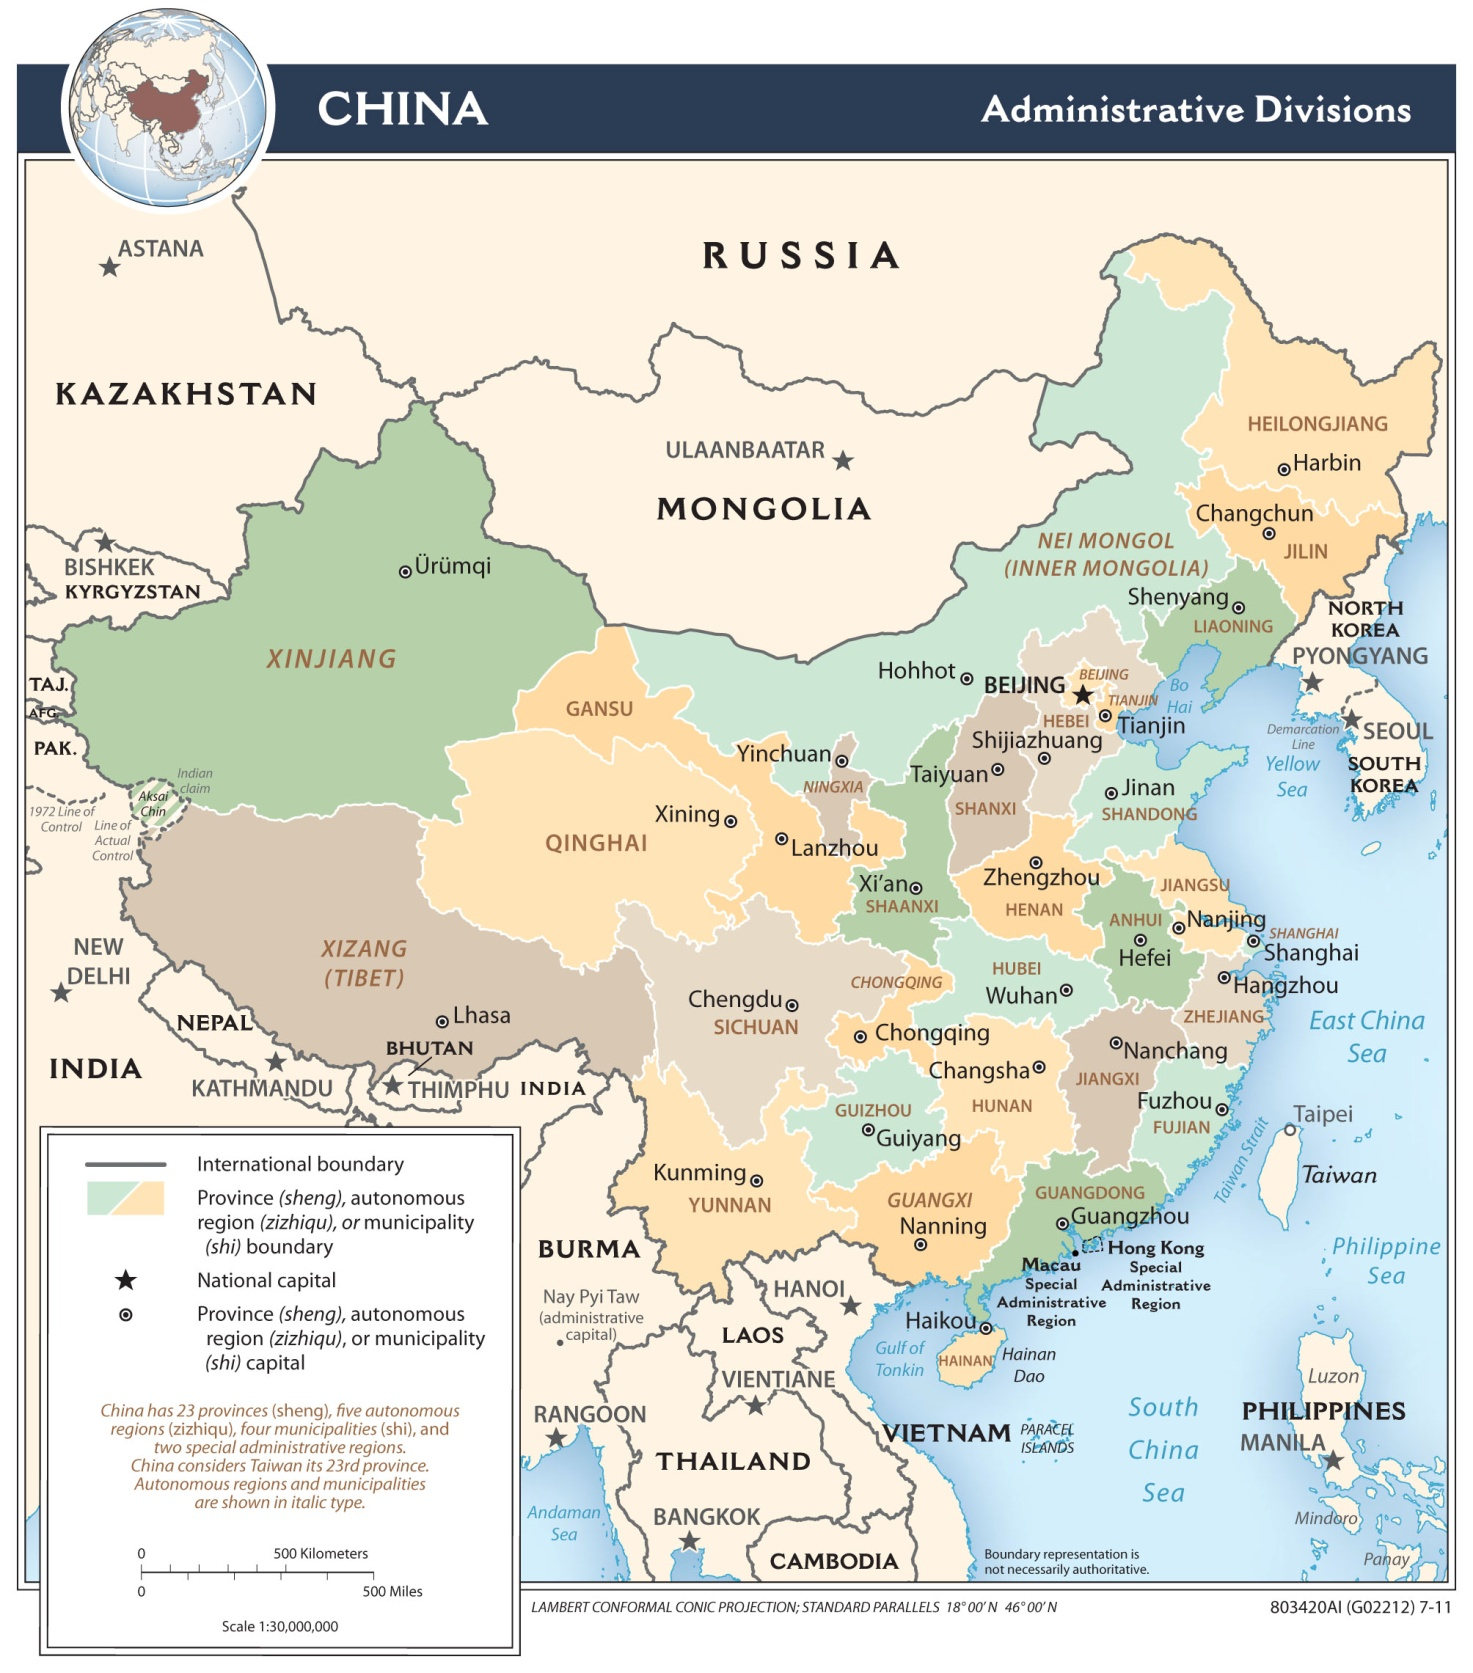 CHINA
Administrative Divisions
RUSSIA
ASTANA
KAZAKHSTAN
ULAANBAATAR
MONGOLIA
HEILONGJIANG
Harbin
Changchun
JILIN
NEI MONGOL
(INNER MONGOLIA)
BISHKEK
KYRGYZSTAN
Ürümqi
XINJIANG
Shenyang
LIAONING
NORTH
KOREA
PYONGYANG
TAJ.
AFG.
PAK.
Hohhot
BEIJING
BEIJING
TIANJIN
Tianjin
Bo
Hai
HEBEI
GANSU
Demarcation
Line
SEOUL
SOUTH
KOREA
Yellow
Sea
Shijiazhuang
Yinchuan
Taiyuan
NINGXIA
SHANXI
Jinan
SHANDONG
Indian
claim
Aksai
Chin
1972 Line of
Control
Line of
Actual
Control
Xining
QINGHAI
Lanzhou
Xi’an
SHAANXI
Zhengzhou
HENAN
JIANGSU
ANHUI
Nanjing
Hefei
SHANGHAI
Shanghai
NEW
DELHI
XIZANG
(TIBET)
Lhasa
HUBEI
Wuhan
Hangzhou
ZHEJIANG
CHONGQING
Chengdu
SICHUAN
Chongqing
East China
Sea
NEPAL
KATHMANDU
BHUTAN
THIMPHU
INDIA
INDIA
Nanchang
JIANGXI
Changsha
HUNAN
GUIZHOU
Guiyang
Fuzhou
FUJIAN
Taipei
Taiwan Strait
Taiwan
Kunming
YUNNAN
GUANGXI
Nanning
GUANGDONG
Guangzhou
Macau
Special
Administrative
Region
Hong Kong
Special
Administrative
Region
Philippine
Sea
BURMA
Nay Pyi Taw
(administrative
capital)
HANOI
LAOS
VIENTIANE
Haikou
Gulf of
Tonkin
HAINAN
Hainan
Dao
RANGOON
THAILAND
BANGKOK
VIETNAM
PARACEL
ISLANDS
South
China
Sea
Luzon
PHILIPPINES
MANILA
Mindoro
Panay
Andaman
Sea
CAMBODIA
Boundary representation is
not necessarily authoritative.
International boundary
Province (sheng), autonomous
region (zizhiqu), or municipality
(shi) boundary
National capital
Province (sheng), autonomous
region (zizhiqu), or municipality
(shi) capital
China has 23 provinces (sheng), five autonomous
regions (zizhiqu), four municipalities (shi), and
two special administrative regions.
China considers Taiwan its 23rd province.
Autonomous regions and municipalities
are shown in italic type.
0 500 Kilometers
0 500 Miles
Scale 1:30,000,000
LAMBERT CONFORMAL CONIC PROJECTION; STANDARD PARALLELS 18°00'N 46°00'N
803420AI (G02212) 7-11